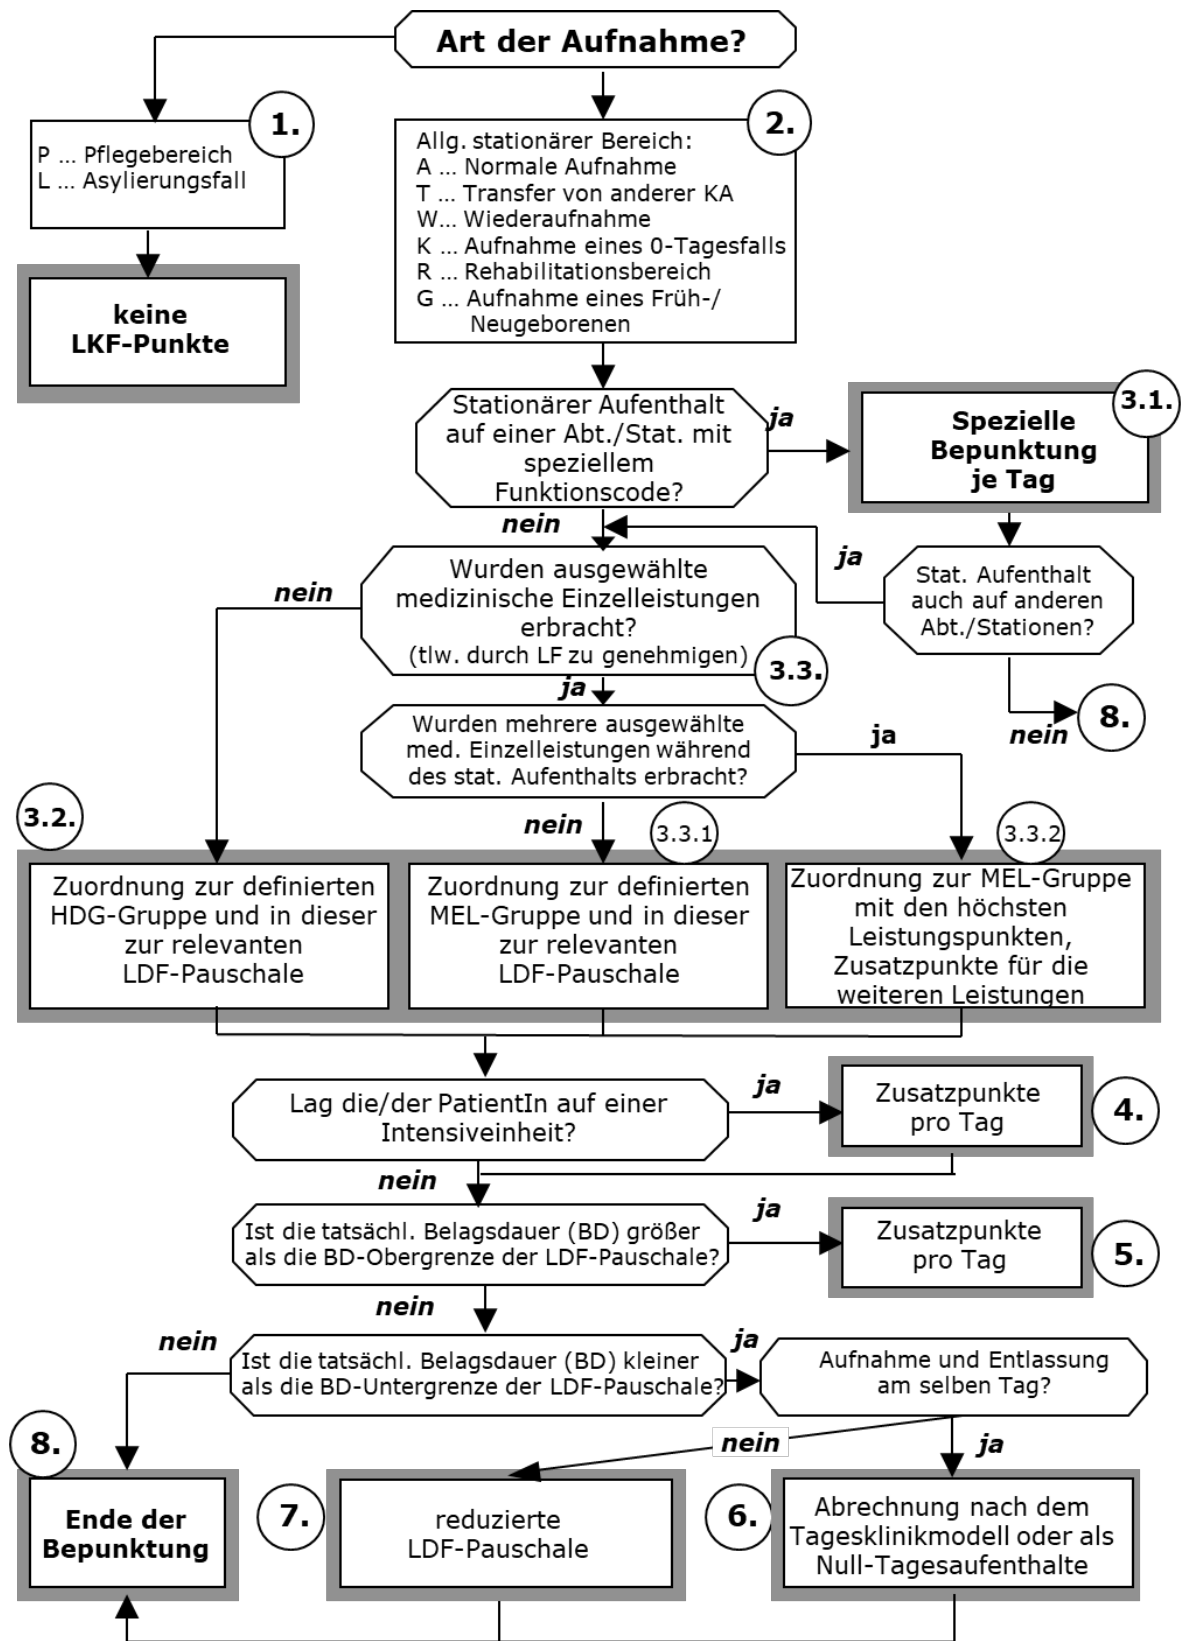 Art der Aufnahme?
1.
P ... Pflegebereich
L ... Asylierungsfall
keine
LKF-Punkte
2.
Allg. stationärer Bereich:
A ... Normale Aufnahme
T ... Transfer von anderer KA
W... Wiederaufnahme
K ... Aufnahme eines 0-Tagesfalls
R ... Rehabilitationsbereich
G ... Aufnahme eines Früh-/
Neugeborenen
Stationärer Aufenthalt
auf einer Abt./Stat. mit
speziellem
Funktionscode?
ja
nein
3.1.
Spezielle
Bepunktung
je Tag
Stat. Aufenthalt
auch auf anderen
Abt./Stationen?
ja
nein
8.
Wurden ausgewählte
medizinische Einzelleistungen
erbracht?
(tlw. durch LF zu genehmigen)
3.3.
nein
ja
Wurden mehrere ausgewählte
med. Einzelleistungen während
des stat. Aufenthalts erbracht?
ja
nein
3.2.
Zuordnung zur definierten
HDG-Gruppe und in dieser
zur relevanten
LDF-Pauschale
3.3.1
Zuordnung zur definierten
MEL-Gruppe und in dieser
zur relevanten
LDF-Pauschale
3.3.2
Zuordnung zur MEL-Gruppe
mit den höchsten
Leistungspunkten,
Zusatzpunkte für die
weiteren Leistungen
Lag die/der PatientIn auf einer
Intensiveinheit?
ja
Zusatzpunkte
pro Tag
4.
nein
Ist die tatsächl. Belagsdauer (BD) größer
als die BD-Obergrenze der LDF-Pauschale?
ja
Zusatzpunkte
pro Tag
5.
nein
Ist die tatsächl. Belagsdauer (BD) kleiner
als die BD-Untergrenze der LDF-Pauschale?
nein
ja
Aufnahme und Entlassung
am selben Tag?
nein
ja
8.
Ende der
Bepunktung
7.
reduzierte
LDF-Pauschale
6.
Abrechnung nach dem
Tagesklinikmodell oder als
Null-Tagesaufenthalte